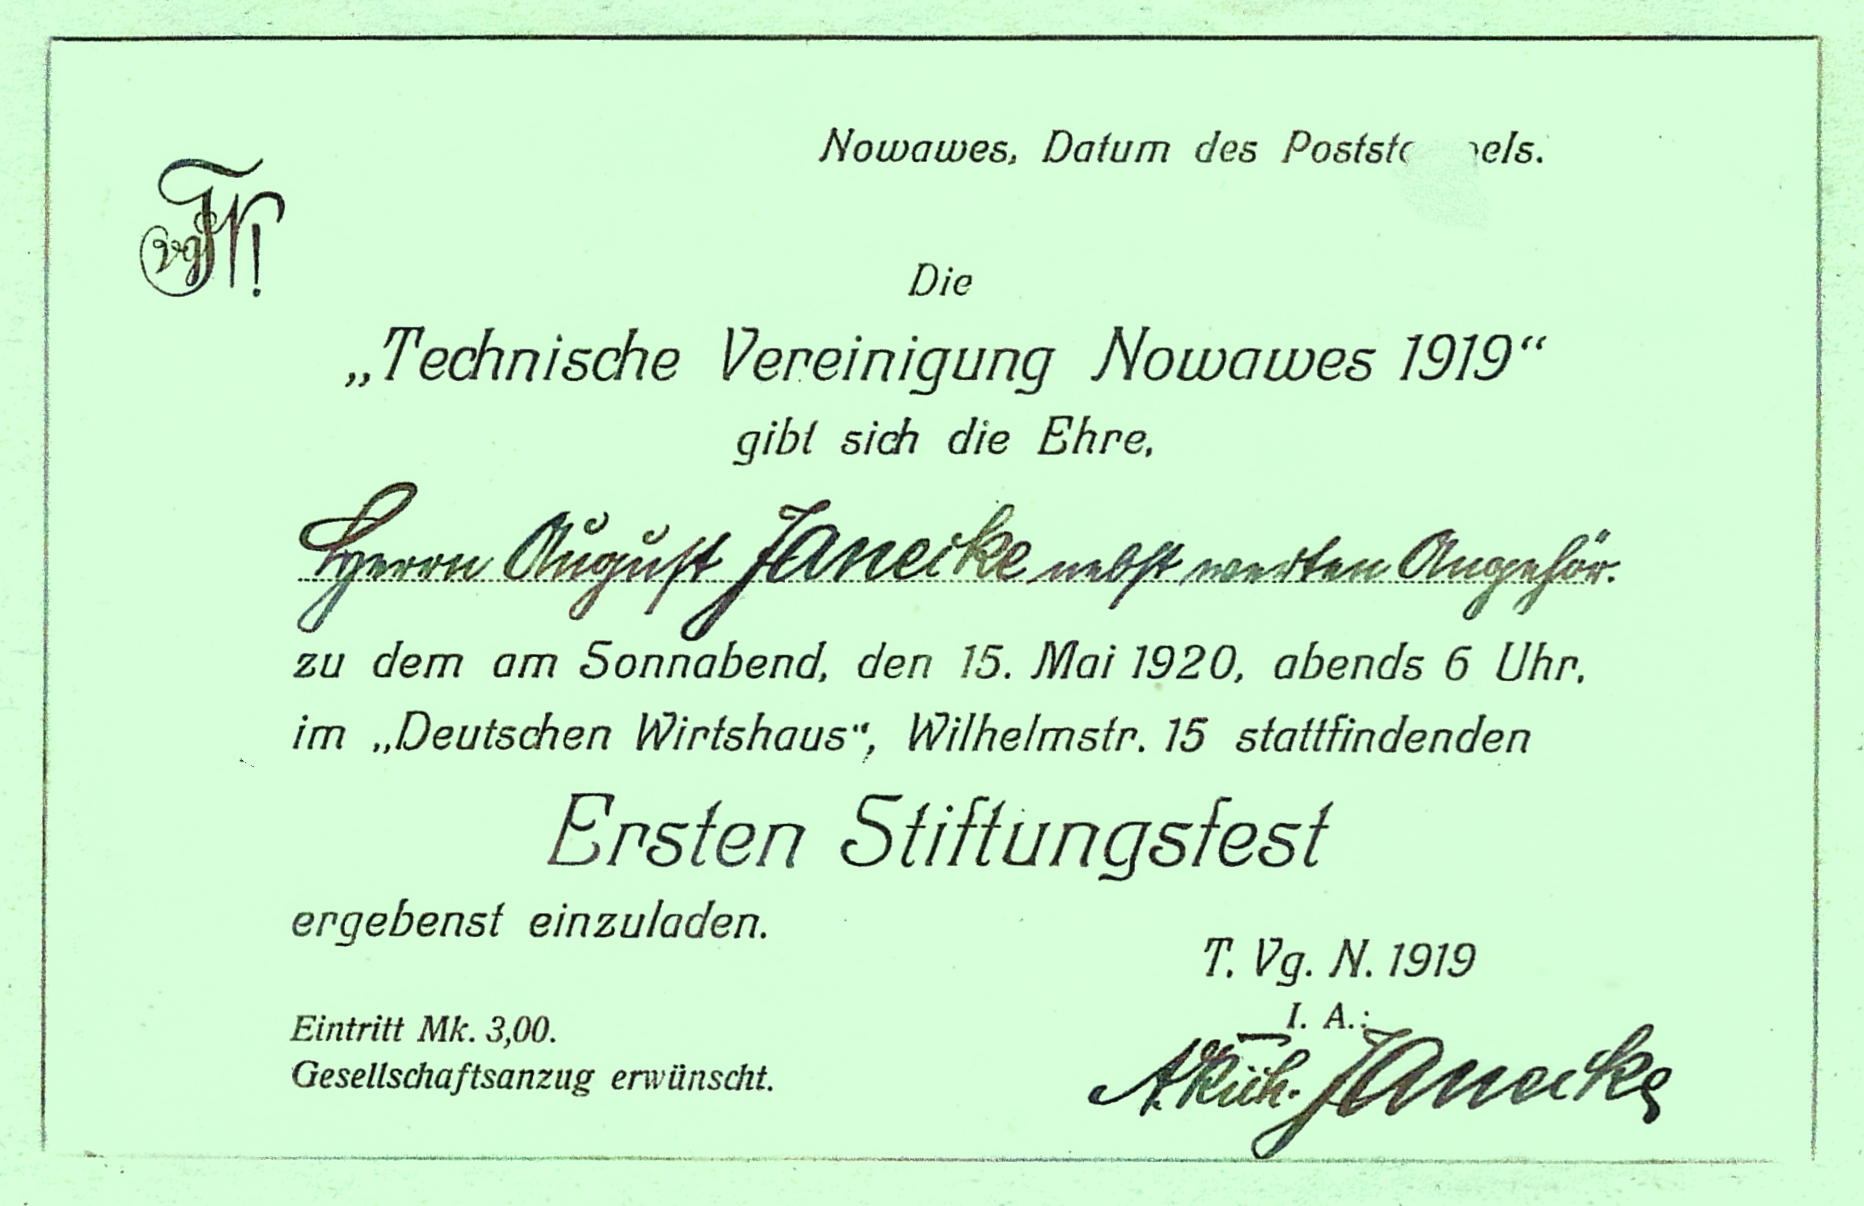 Nowawes, Datum des Poststempels.
vg TN!
Die
„Technische Vereinigung Nowawes 1919“
gibt sich die Ehre,
Herrn August Janecke nebst werten Angehör.
zu dem am Sonnabend, den 15. Mai 1920, abends 6 Uhr,
im „Deutschen Wirtshaus“, Wilhelmstr. 15 stattfindenden
Ersten Stiftungsfest
ergebenst einzuladen.
T. Vg. N. 1919
I. A.:
Janecke
Eintritt Mk. 3,00.
Gesellschaftsanzug erwünscht.